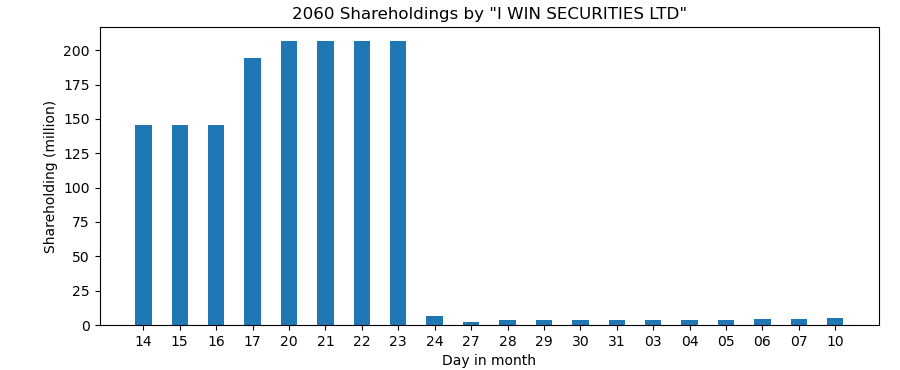 2060 Shareholdings by "I WIN SECURITIES LTD"
Shareholding (million)
200
175
150
125
100
75
50
25
0
14 15 16 17 20 21 22 23 24 27 28 29 30 31 03 04 05 06 07 10
Day in month